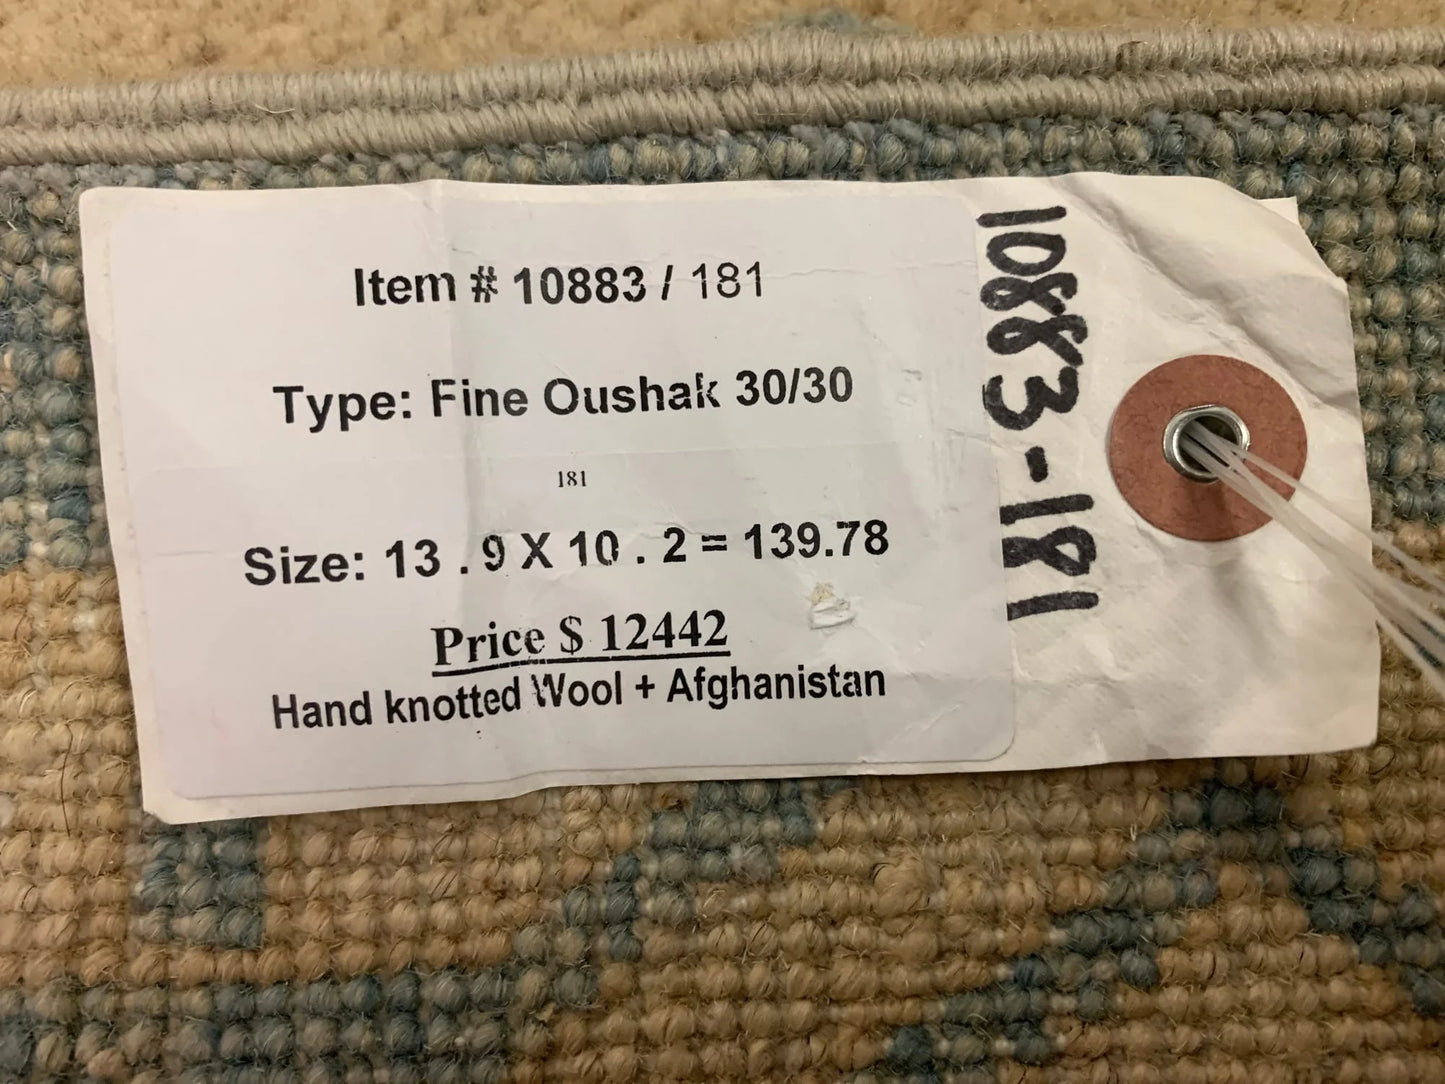 Item # 10883 / 181
Type: Fine Oushak 30/30
181
Size: 13 . 9 X 10 . 2 = 139.78
Price $ 12442
Hand knotted Wool + Afghanistan
10883-181